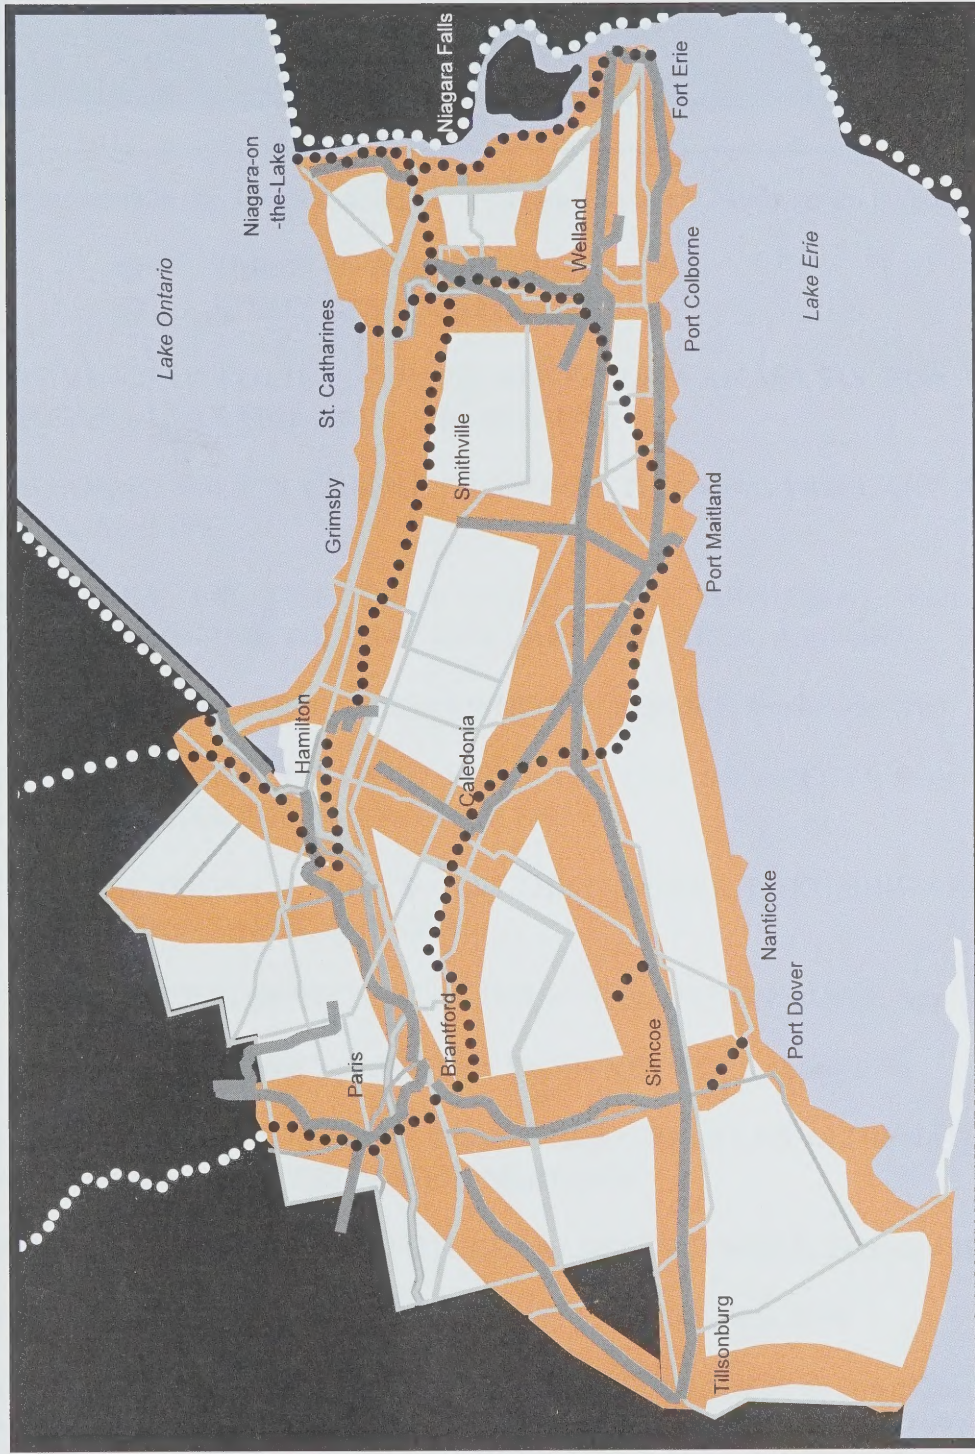 Lake Ontario
Niagara-on
-the-Lake
Niagara Falls
St. Catharines
Grimsby
Smithville
Welland
Fort Erie
Port Colborne
Lake Erie
Port Maitland
Hamilton
Caledonia
Paris
Brantford
Simcoe
Nanticoke
Port Dover
Tillsonburg